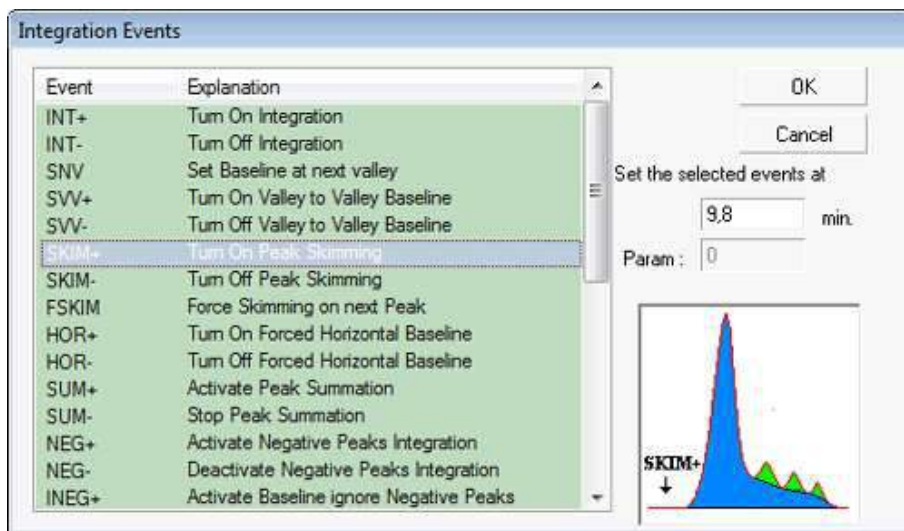 Integration Events
Event Explanation
INT+ Turn On Integration
INT- Turn Off Integration
SNV Set Baseline at next valley
SVV+ Turn On Valley to Valley Baseline
SVV- Turn Off Valley to Valley Baseline
SKIM+ Turn On Peak Skimming
SKIM- Turn Off Peak Skimming
FSKIM Force Skimming on next Peak
HOR+ Turn On Forced Horizontal Baseline
HOR- Turn Off Forced Horizontal Baseline
SUM+ Activate Peak Summation
SUM- Stop Peak Summation
NEG+ Activate Negative Peaks Integration
NEG- Deactivate Negative Peaks Integration
INEG+ Activate Baseline ignore Negative Peaks
OK
Cancel
Set the selected events at
9,8 min.
Param : 0
SKIM+